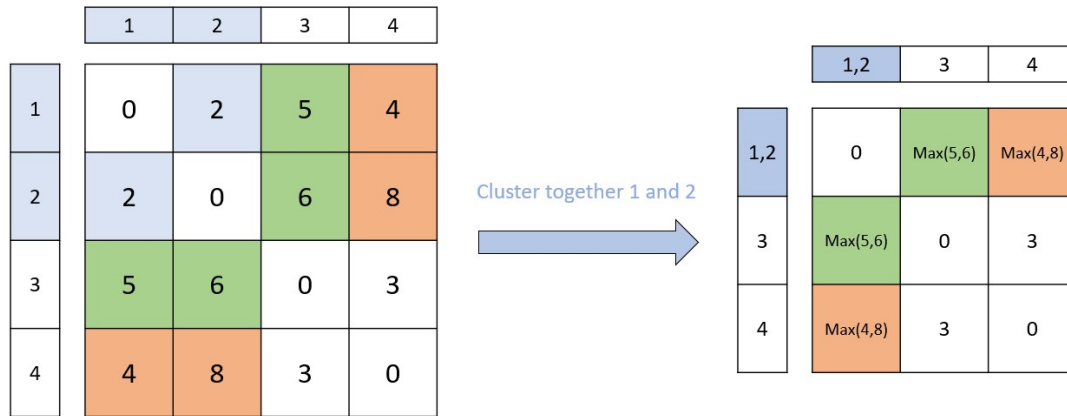 1 2 3 4
1 0 2 5 4
2 2 0 6 8
3 5 6 0 3
4 4 8 3 0
Cluster together 1 and 2
1,2 3 4
1,2 0 Max(5,6) Max(4,8)
3 Max(5,6) 0 3
4 Max(4,8) 3 0